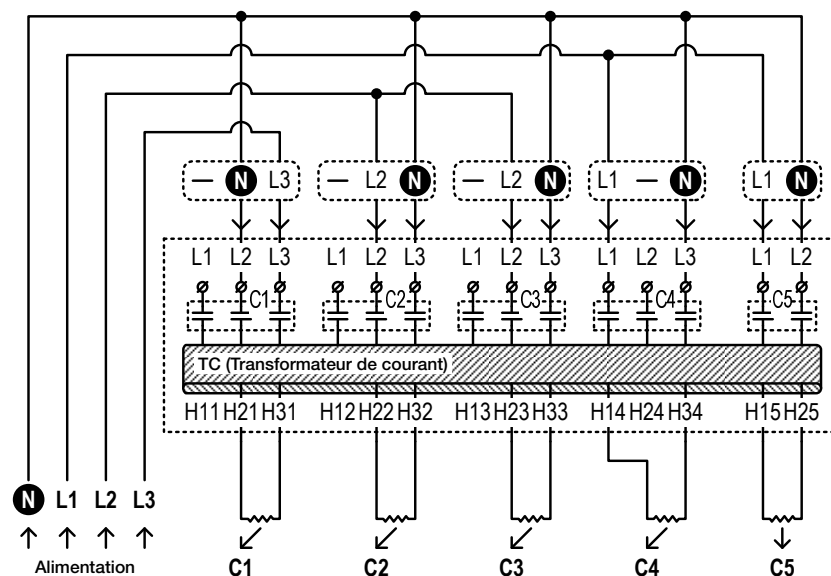 — N L3
— L2 N
— L2 N
L1 — N
L1 N
L1 L2 L3
L1 L2 L3
L1 L2 L3
L1 L2 L3
L1 L2
C1
C2
C3
C4
C5
TC (Transformateur de courant)
H11 H21 H31
H12 H22 H32
H13 H23 H33
H14 H24 H34
H15 H25
N L1 L2 L3
Alimentation
C1
C2
C3
C4
C5